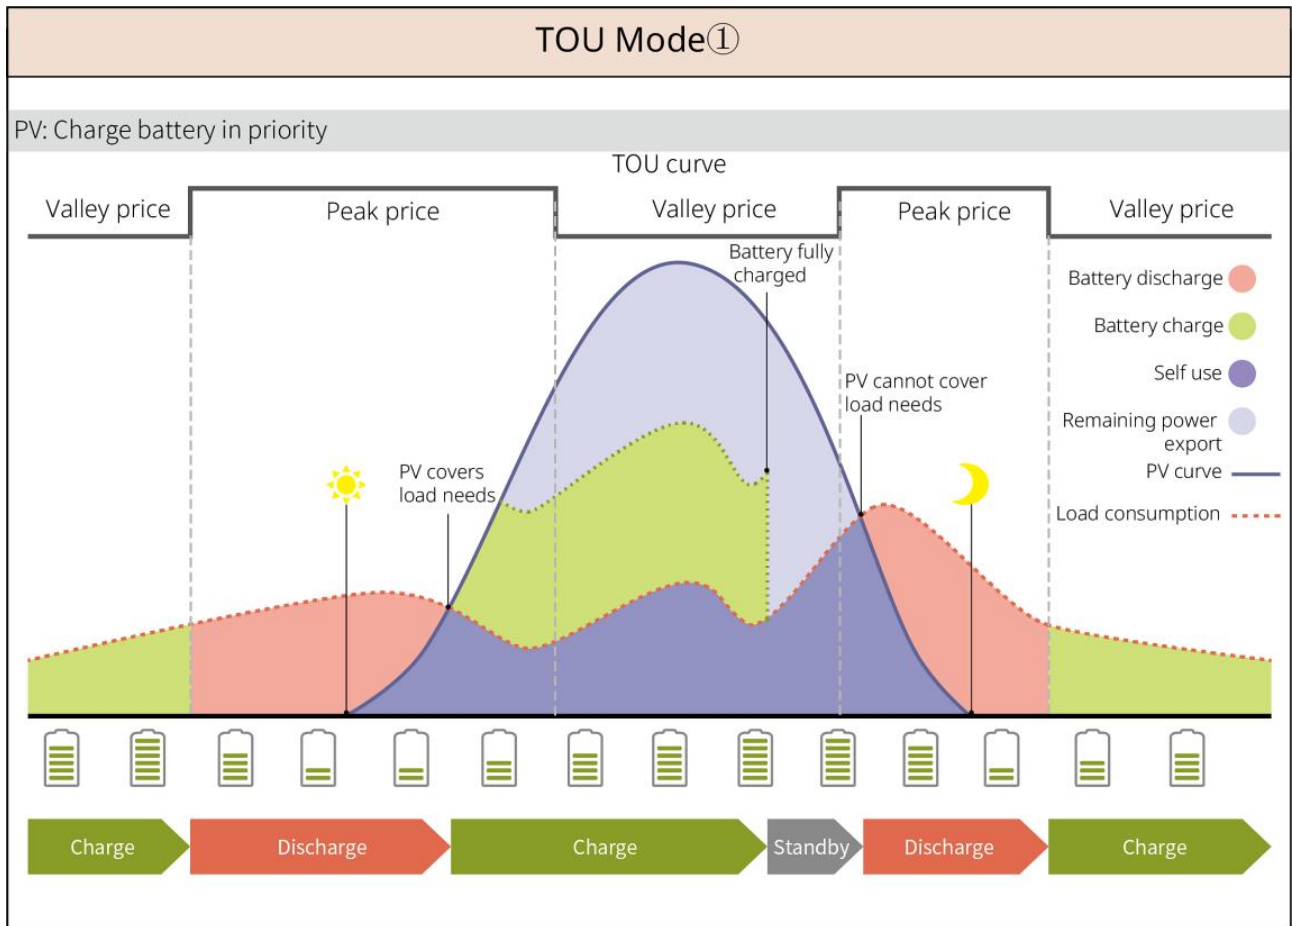 TOU Mode①
PV: Charge battery in priority
TOU curve
Valley price
Peak price
Valley price
Peak price
Valley price
Battery fully
charged
Battery discharge
Battery charge
Self use
Remaining power
export
PV curve
Load consumption
PV cannot cover
load needs
PV covers
load needs
Charge
Discharge
Charge
Standby
Discharge
Charge